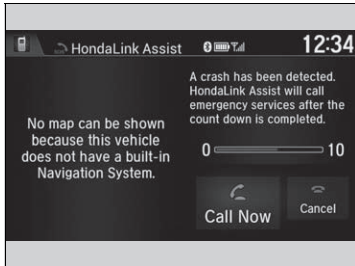 HondaLink Assist
12:34
A crash has been detected.
HondaLink Assist will call
emergency services after the
count down is completed.
No map can be shown
because this vehicle
does not have a built-in
Navigation System.
0 10
Call Now
Cancel